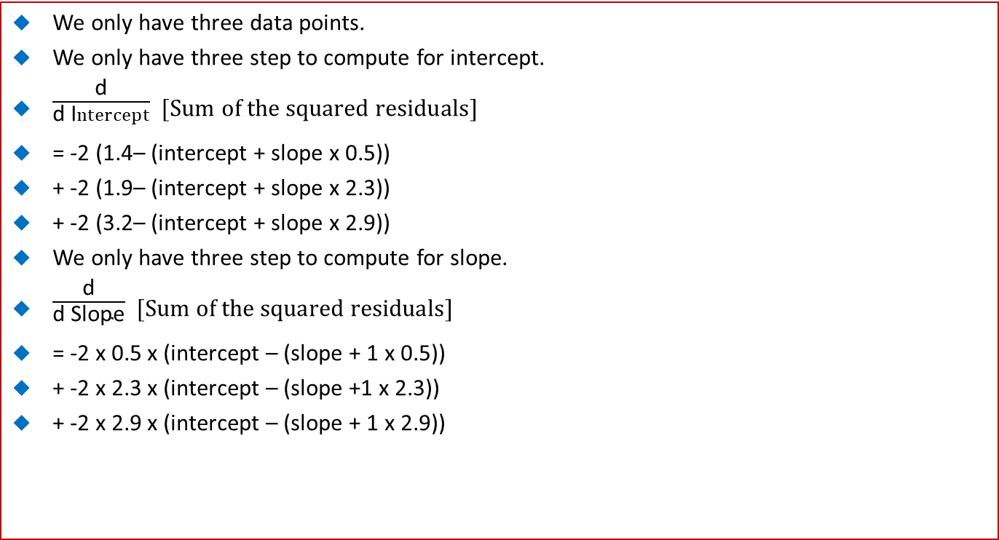 We only have three data points.
We only have three step to compute for intercept.
d
d Intercept [Sum of the squared residuals]
= -2 (1.4– (intercept + slope x 0.5))
+ -2 (1.9– (intercept + slope x 2.3))
+ -2 (3.2– (intercept + slope x 2.9))
We only have three step to compute for slope.
d
d Slope [Sum of the squared residuals]
= -2 x 0.5 x (intercept – (slope + 1 x 0.5))
+ -2 x 2.3 x (intercept – (slope +1 x 2.3))
+ -2 x 2.9 x (intercept – (slope + 1 x 2.9))